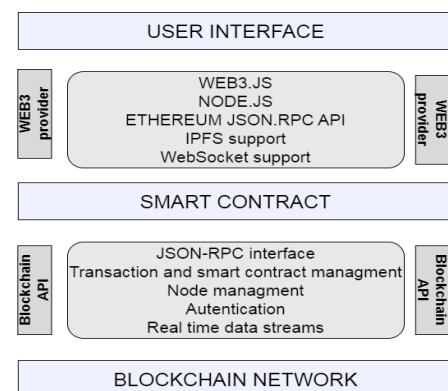 USER INTERFACE
WEB3 provider
WEB3.JS
NODE.JS
ETHEREUM JSON.RPC API
IPFS support
WebSocket support
WEB3 provider
SMART CONTRACT
Blockchain API
JSON-RPC interface
Transaction and smart contract managment
Node managment
Autentication
Real time data streams
Blockchain API
BLOCKCHAIN NETWORK